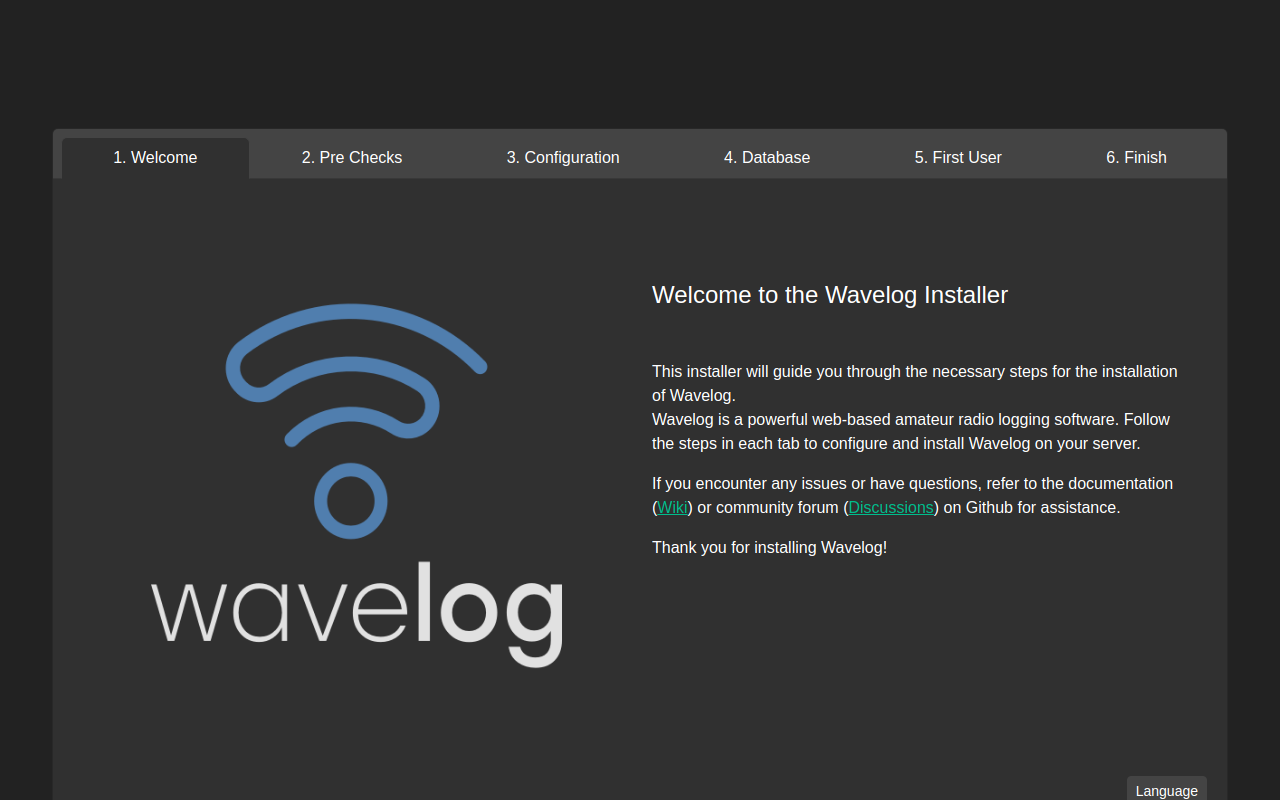 1. Welcome
2. Pre Checks
3. Configuration
4. Database
5. First User
6. Finish
wavelog
Welcome to the Wavelog Installer
This installer will guide you through the necessary steps for the installation
of Wavelog.
Wavelog is a powerful web-based amateur radio logging software. Follow
the steps in each tab to configure and install Wavelog on your server.
If you encounter any issues or have questions, refer to the documentation
(Wiki) or community forum (Discussions) on Github for assistance.
Thank you for installing Wavelog!
Language